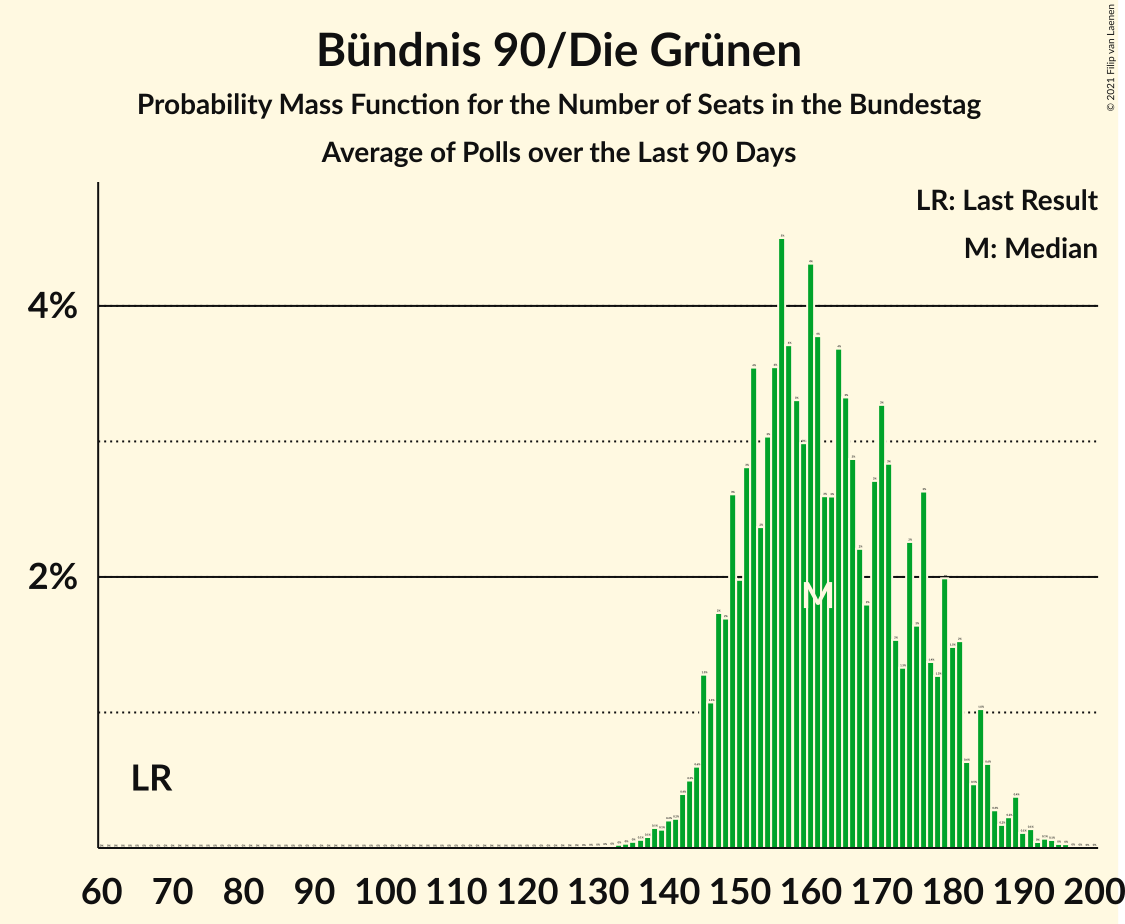 Bündnis 90/Die Grünen
Probability Mass Function for the Number of Seats in the Bundestag
Average of Polls over the Last 90 Days
© 2021 Filip van Laenen
LR: Last Result
M: Median
4%
2%
M
LR
60 70 80 90 100 110 120 130 140 150 160 170 180 190 200